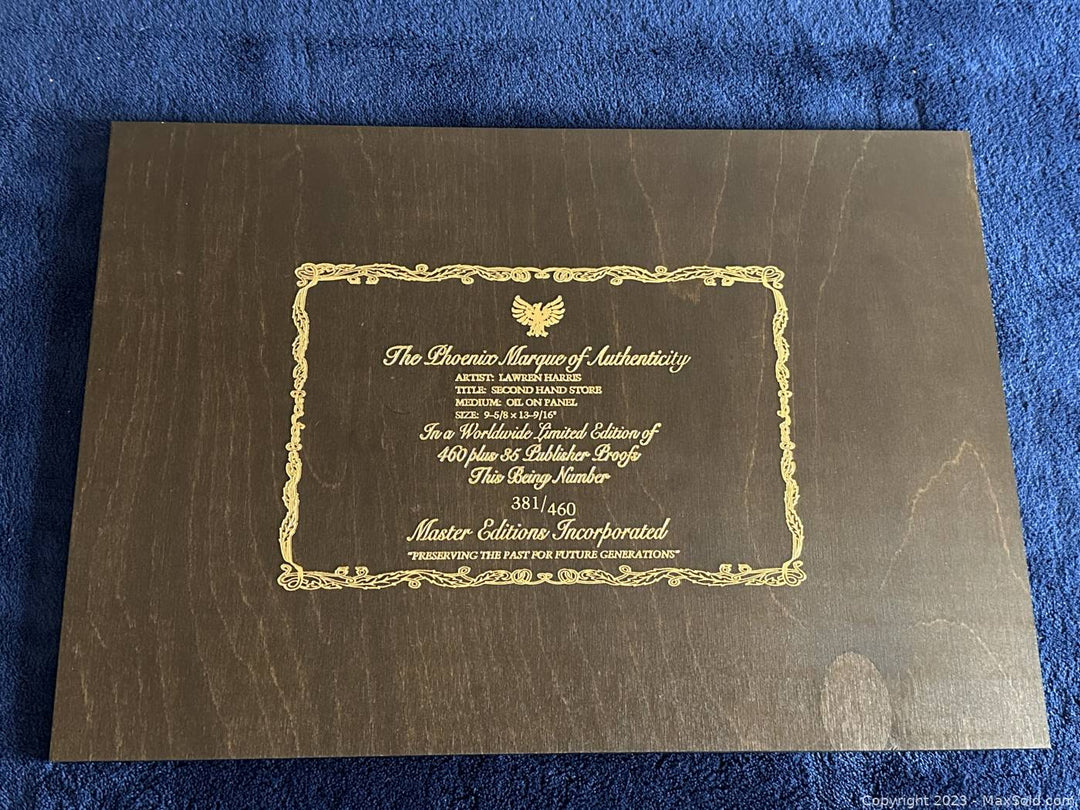 The Phoenix Marque of Authenticity
ARTIST: LAWREN HARRIS
TITLE: SECOND HAND STORE
MEDIUM: OIL ON PANEL
SIZE: 9-5/8 x 13-9/16"
In a Worldwide Limited Edition of
460 plus 35 Publisher Proofs
This Being Number
381/460
Master Editions Incorporated
"PRESERVING THE PAST FOR FUTURE GENERATIONS"
Copyright 2023 - MaxSold.com